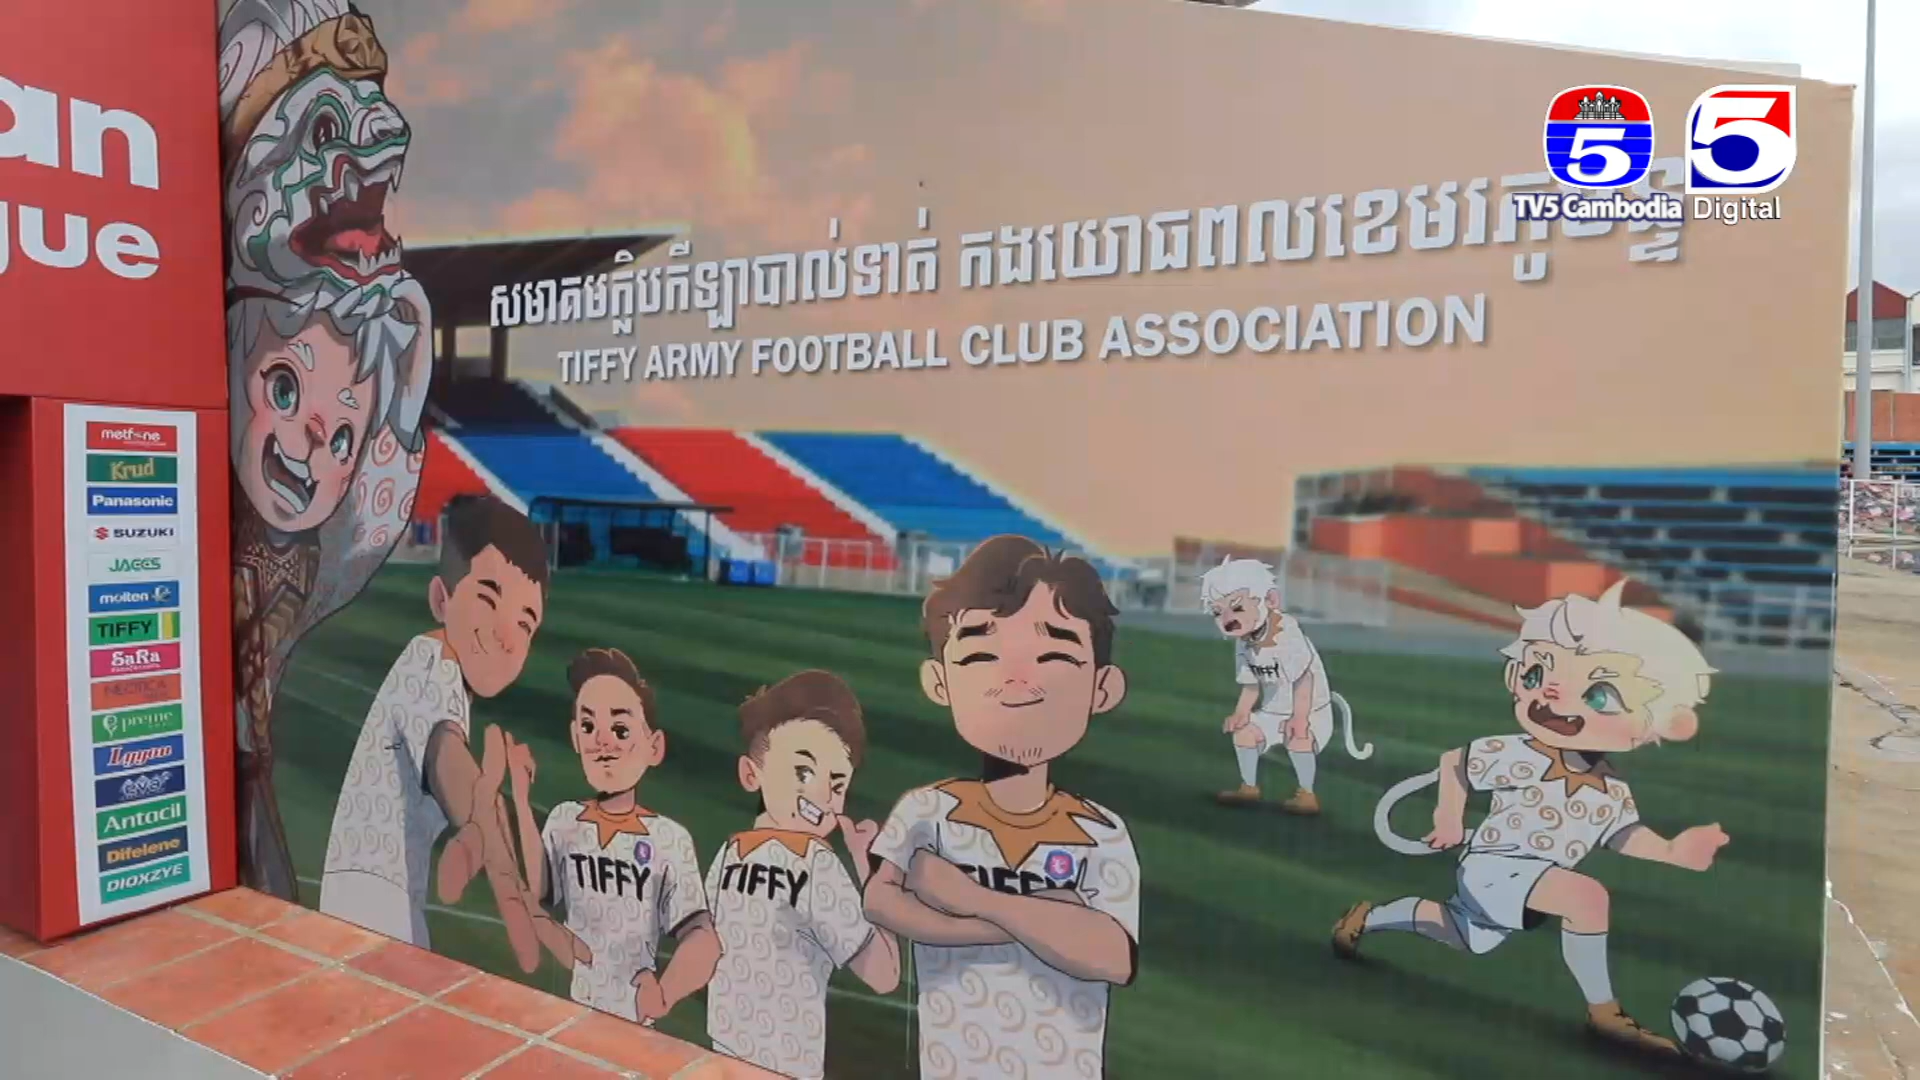 an
gue
TV5 Cambodia
5 Digital
សមាគមក្លិបកីឡាបាល់ទាត់ កងយោធពលខេមរភូមិន្ទ
TIFFY ARMY FOOTBALL CLUB ASSOCIATION
metfone
Krud
Panasonic
SUZUKI
JACCS
molten
TIFFY
SaRa
preme
Lyyon
Antacil
Difelene
DIOXZYE
TIFFY
TIFFY
TIFFY
TIFFY